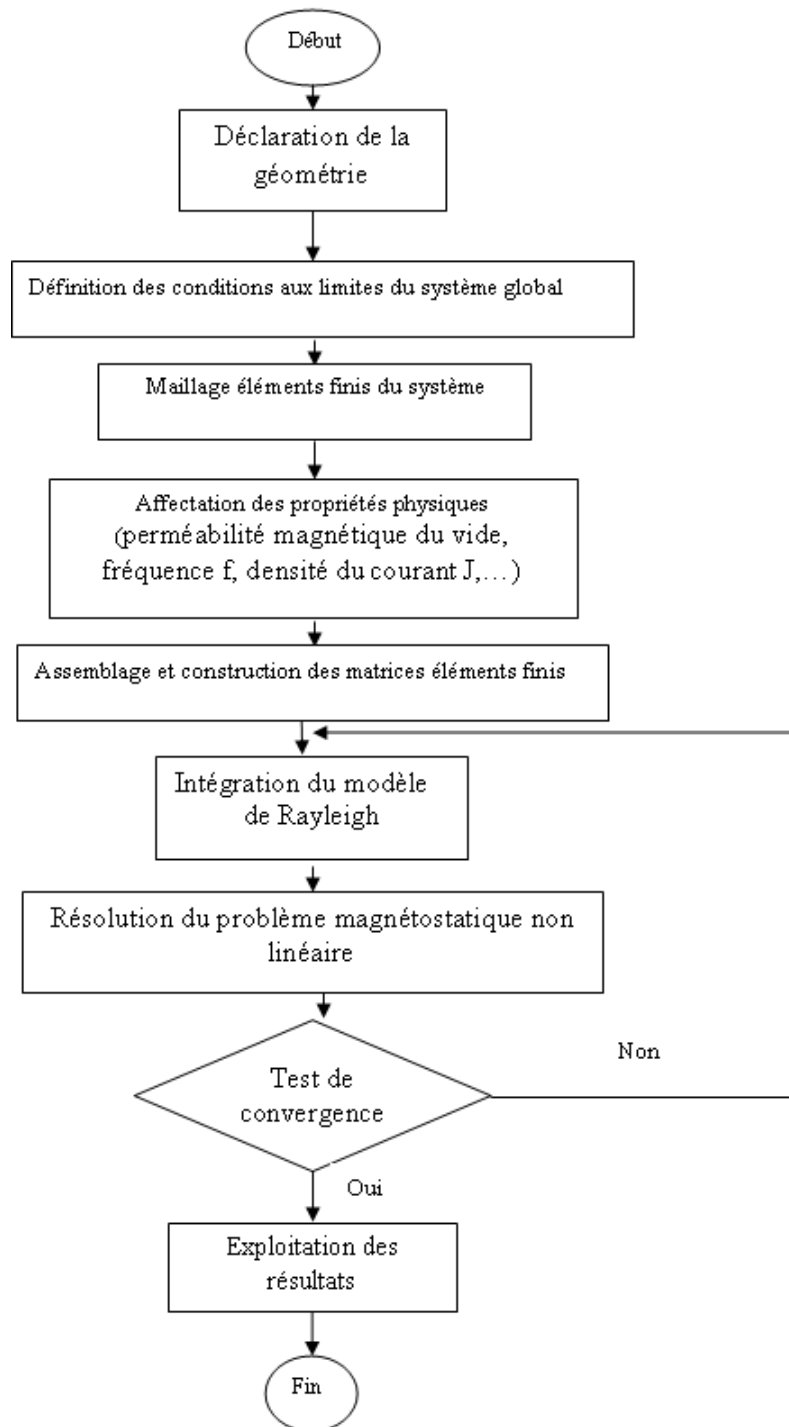 Début
Déclaration de la
géométrie
Définition des conditions aux limites du système global
Maillage éléments finis du système
Affectation des propriétés physiques
(perméabilité magnétique du vide,
fréquence f, densité du courant J,...)
Assemblage et construction des matrices éléments finis
Intégration du modèle
de Rayleigh
Résolution du problème magnétostatique non
linéaire
Test de
convergence
Non
Oui
Exploitation des
résultats
Fin